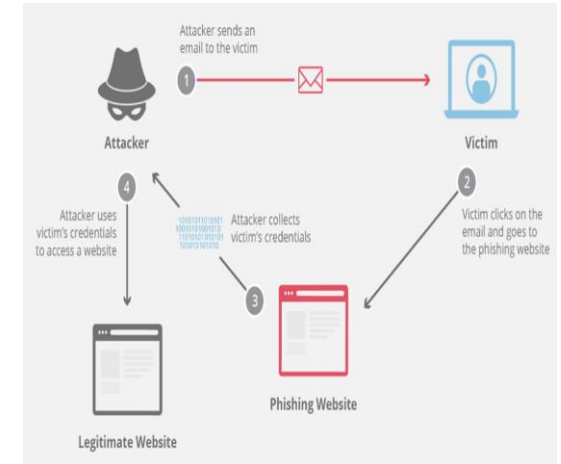 Attacker sends an
email to the victim
1
Attacker
Victim
4
2
Attacker uses
victim's credentials
to access a website
Attacker collects
victim's credentials
Victim clicks on the
email and goes to
the phishing website
3
Phishing Website
Legitimate Website